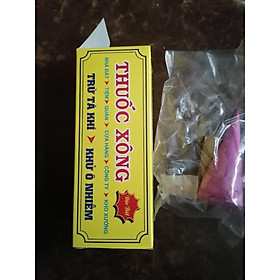 THUỐC XÔNG
NHÀ ĐẤT ➤ TIỆM ➤ QUÁN ➤ CỬA HÀNG ➤ CÔNG TY ➤ KHO XƯỞNG
TRỪ TÀ KHÍ ➤ KHỬ Ô NHIỄM